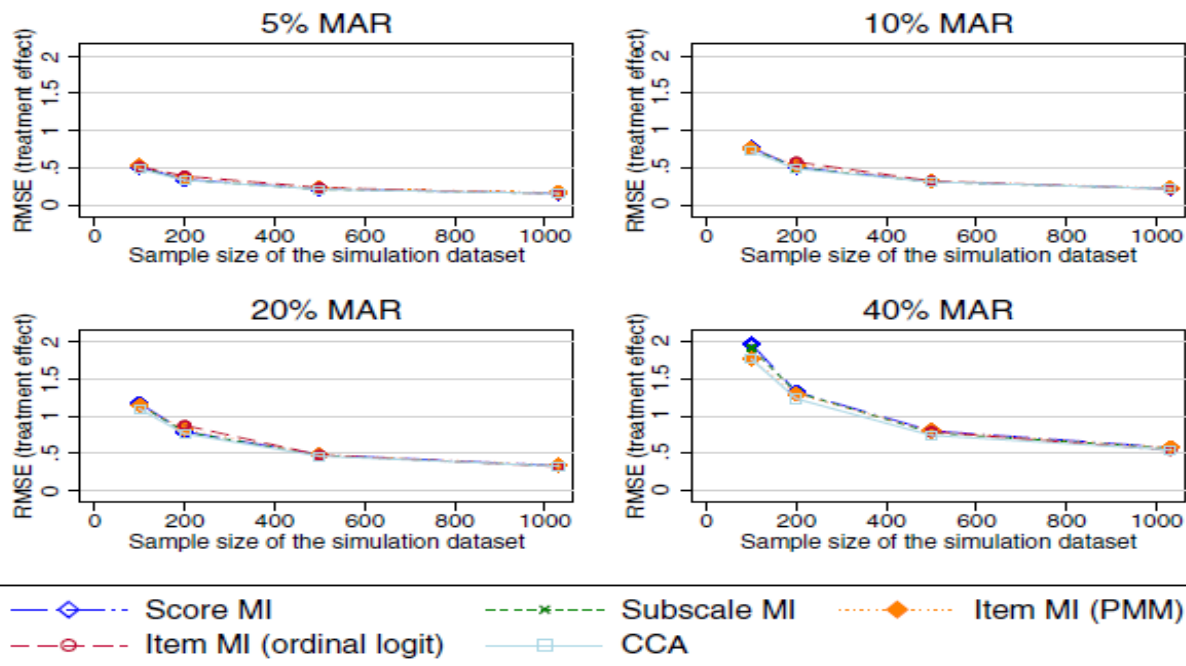 5% MAR
10% MAR
RMSE (treatment effect)
2
1.5
1
.5
0
0 200 400 600 800 1000
Sample size of the simulation dataset
RMSE (treatment effect)
2
1.5
1
.5
0
0 200 400 600 800 1000
Sample size of the simulation dataset
20% MAR
40% MAR
RMSE (treatment effect)
2
1.5
1
.5
0
0 200 400 600 800 1000
Sample size of the simulation dataset
RMSE (treatment effect)
2
1.5
1
.5
0
0 200 400 600 800 1000
Sample size of the simulation dataset
Score MI
Subscale MI
Item MI (PMM)
Item MI (ordinal logit)
CCA